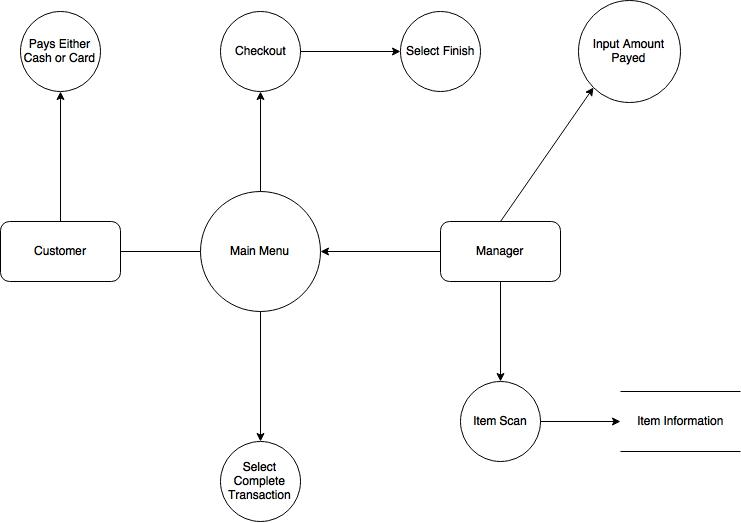 Pays Either
Cash or Card
Checkout
Select Finish
Input Amount
Payed
Customer
Main Menu
Manager
Item Scan
Item Information
Select
Complete
Transaction